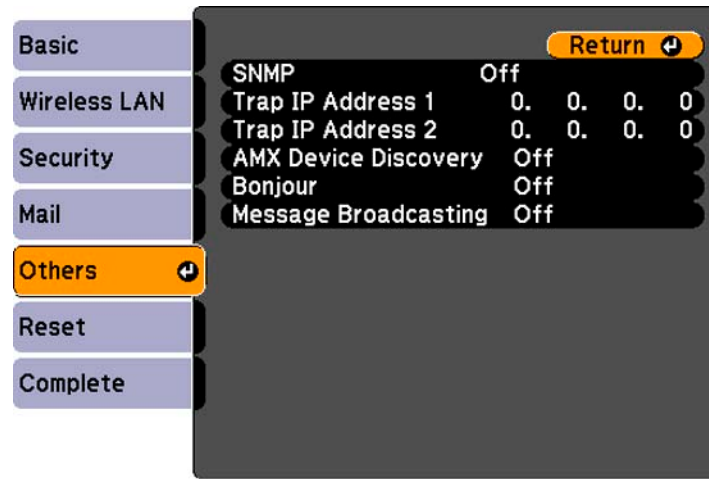 Basic
Wireless LAN
Security
Mail
Others
Reset
Complete
Return
SNMP Off
Trap IP Address 1 0. 0. 0. 0
Trap IP Address 2 0. 0. 0. 0
AMX Device Discovery Off
Bonjour Off
Message Broadcasting Off